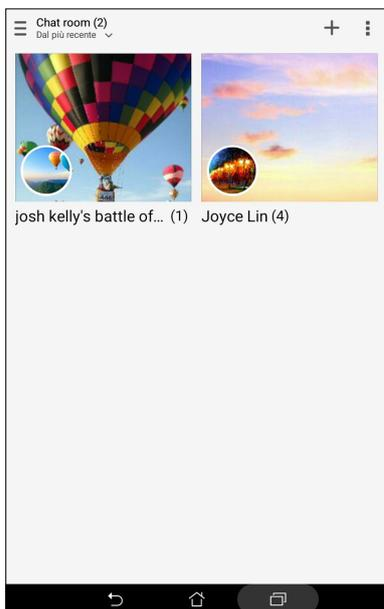 Chat room (2)
Dal più recente
josh kelly's battle of... (1)
Joyce Lin (4)